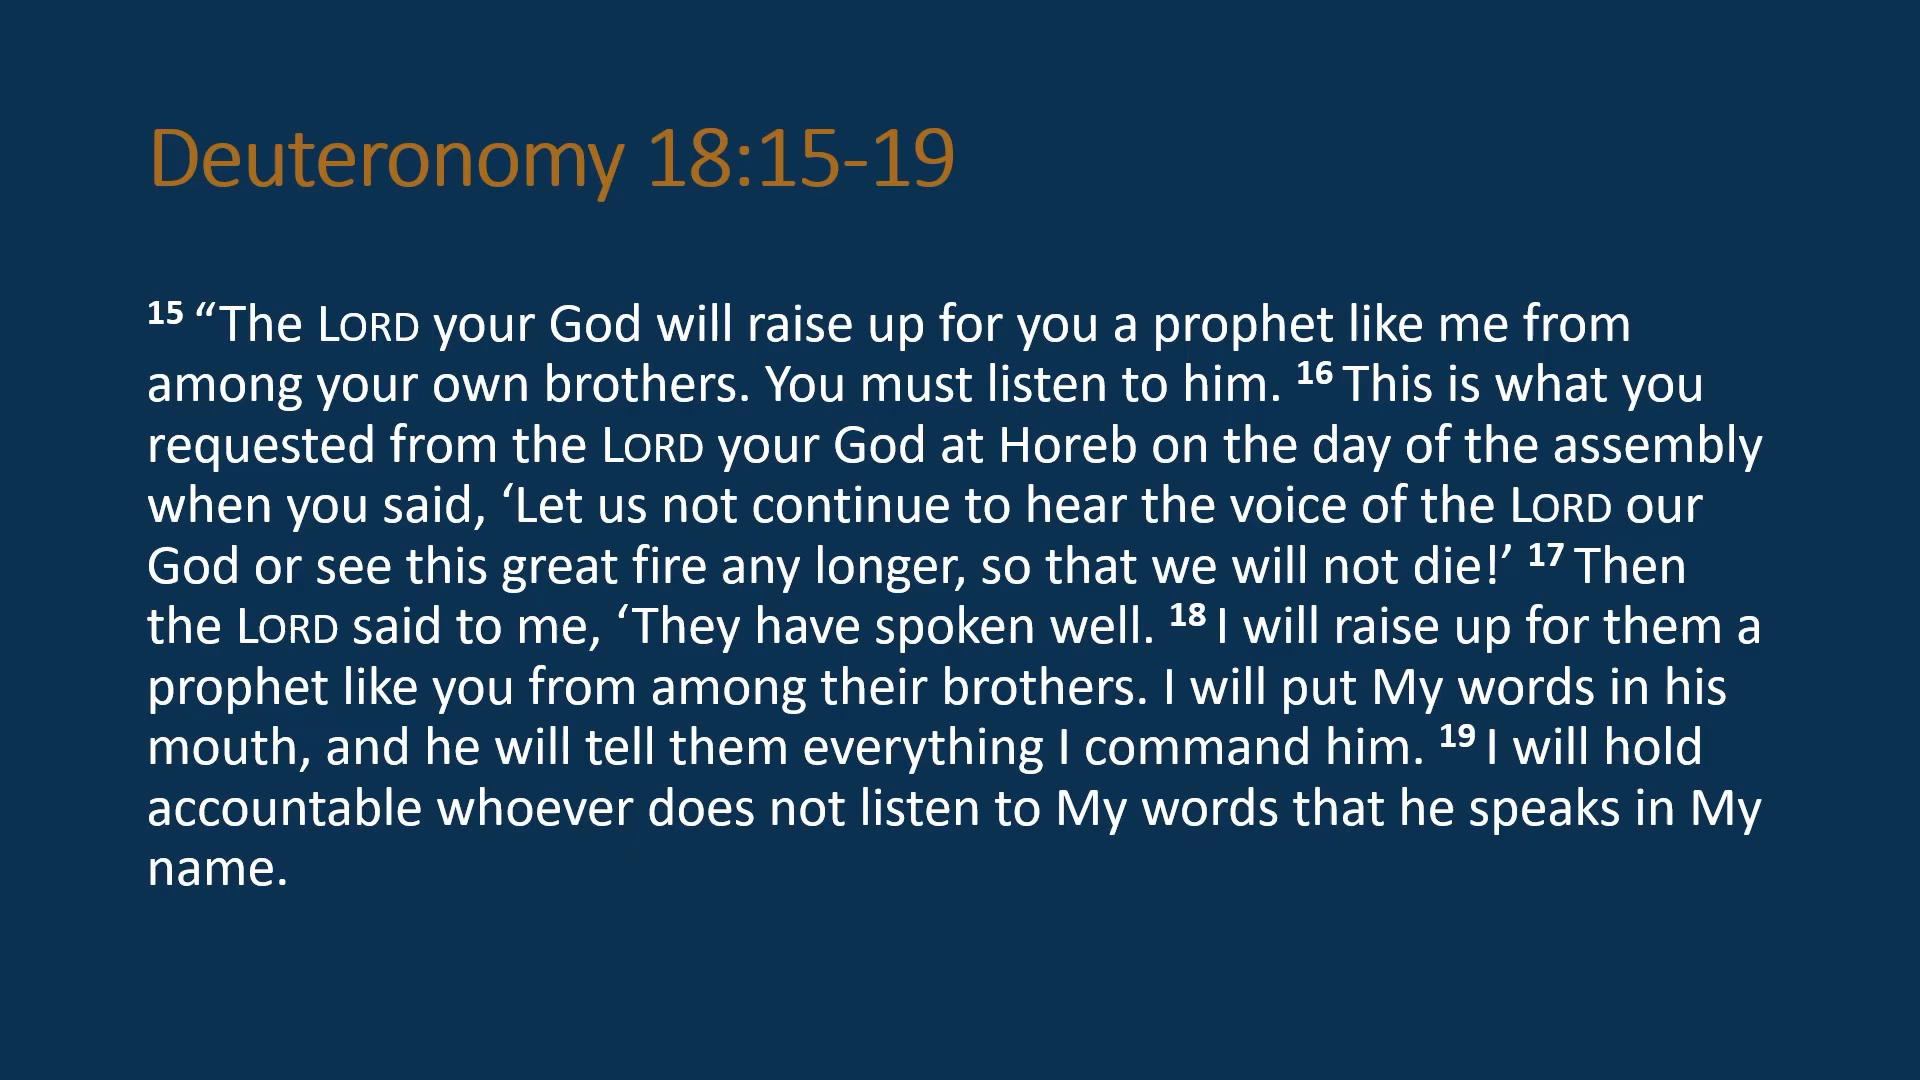 Deuteronomy 18:15-19
15 “The LORD your God will raise up for you a prophet like me from
among your own brothers. You must listen to him. 16 This is what you
requested from the LORD your God at Horeb on the day of the assembly
when you said, ‘Let us not continue to hear the voice of the LORD our
God or see this great fire any longer, so that we will not die!’ 17 Then
the LORD said to me, ‘They have spoken well. 18 I will raise up for them a
prophet like you from among their brothers. I will put My words in his
mouth, and he will tell them everything I command him. 19 I will hold
accountable whoever does not listen to My words that he speaks in My
name.